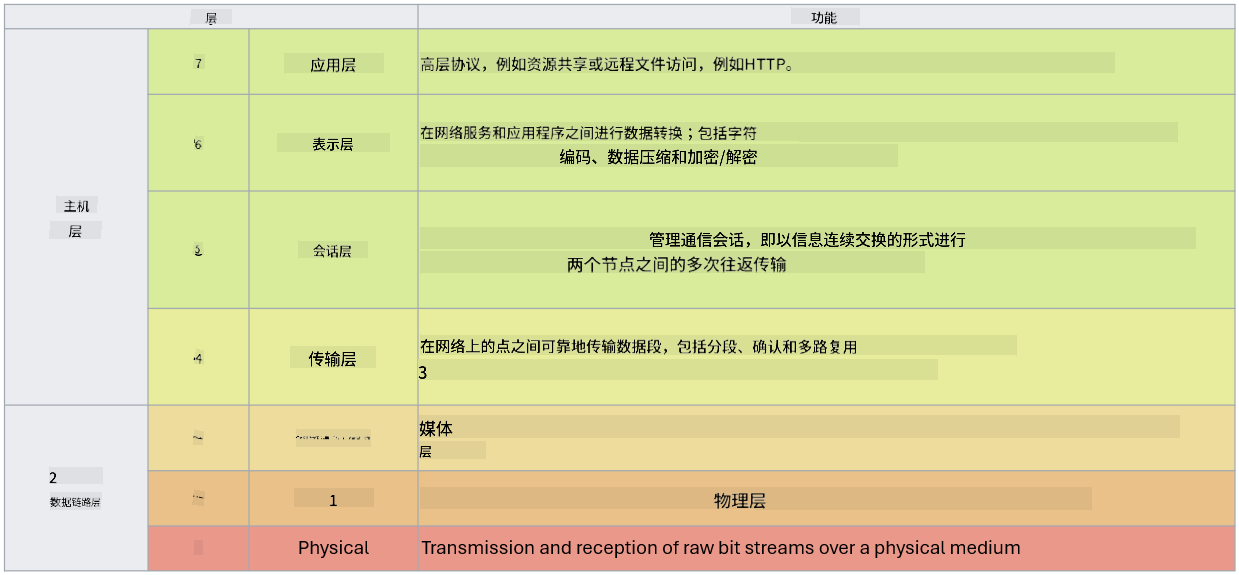 层
功能
主机
层
7
应用层
高层协议，例如资源共享或远程文件访问，例如HTTP。
6
表示层
在网络服务和应用程序之间进行数据转换；包括字符
编码、数据压缩和加密/解密
5
会话层
管理通信会话，即以信息连续交换的形式进行
两个节点之间的多次往返传输
4
传输层
在网络上的点之间可靠地传输数据段，包括分段、确认和多路复用
3
2
数据链路层
媒体
层
1
物理层
Physical
Transmission and reception of raw bit streams over a physical medium